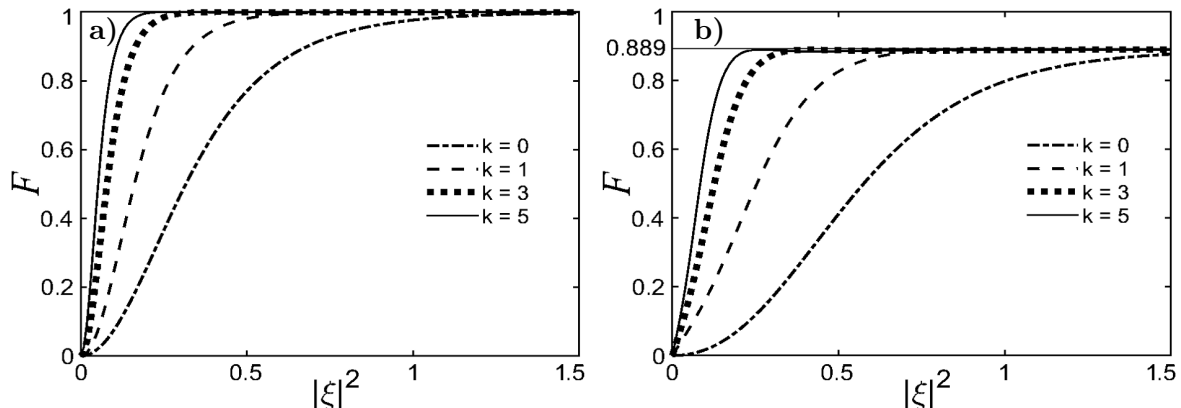 a)
F
1
0.8
0.6
0.4
0.2
0
k = 0
k = 1
k = 3
k = 5
0 0.5 1 1.5
|ξ|²
b)
F
1
0.889
0.8
0.6
0.4
0.2
0
k = 0
k = 1
k = 3
k = 5
0 0.5 1 1.5
|ξ|²